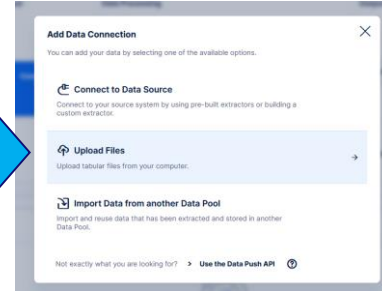 Add Data Connection
You can add your data by selecting one of the available options.
Connect to Data Source
Connect to your source system by using pre-built extractors or building a
custom extractor.
Upload Files
Upload tabular files from your computer.
Import Data from another Data Pool
Import and reuse data that has been extracted and stored in another
Data Pool.
Not exactly what you are looking for? > Use the Data Push API